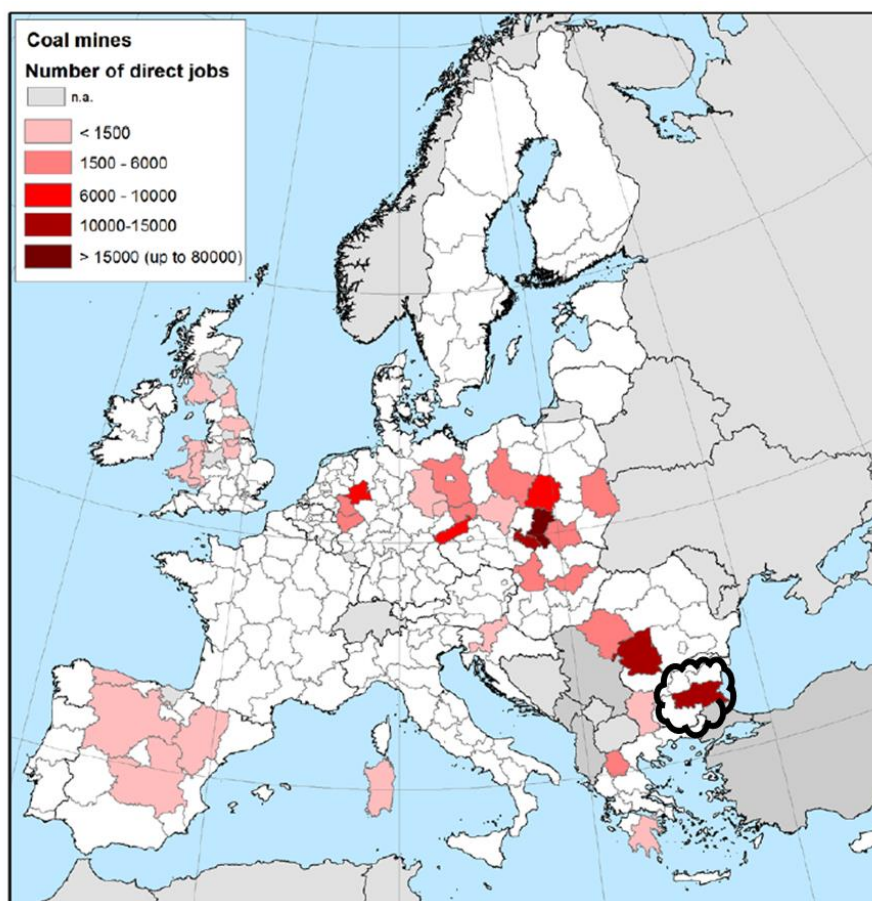 Coal mines
Number of direct jobs
n.a.
< 1500
1500 - 6000
6000 - 10000
10000-15000
> 15000 (up to 80000)